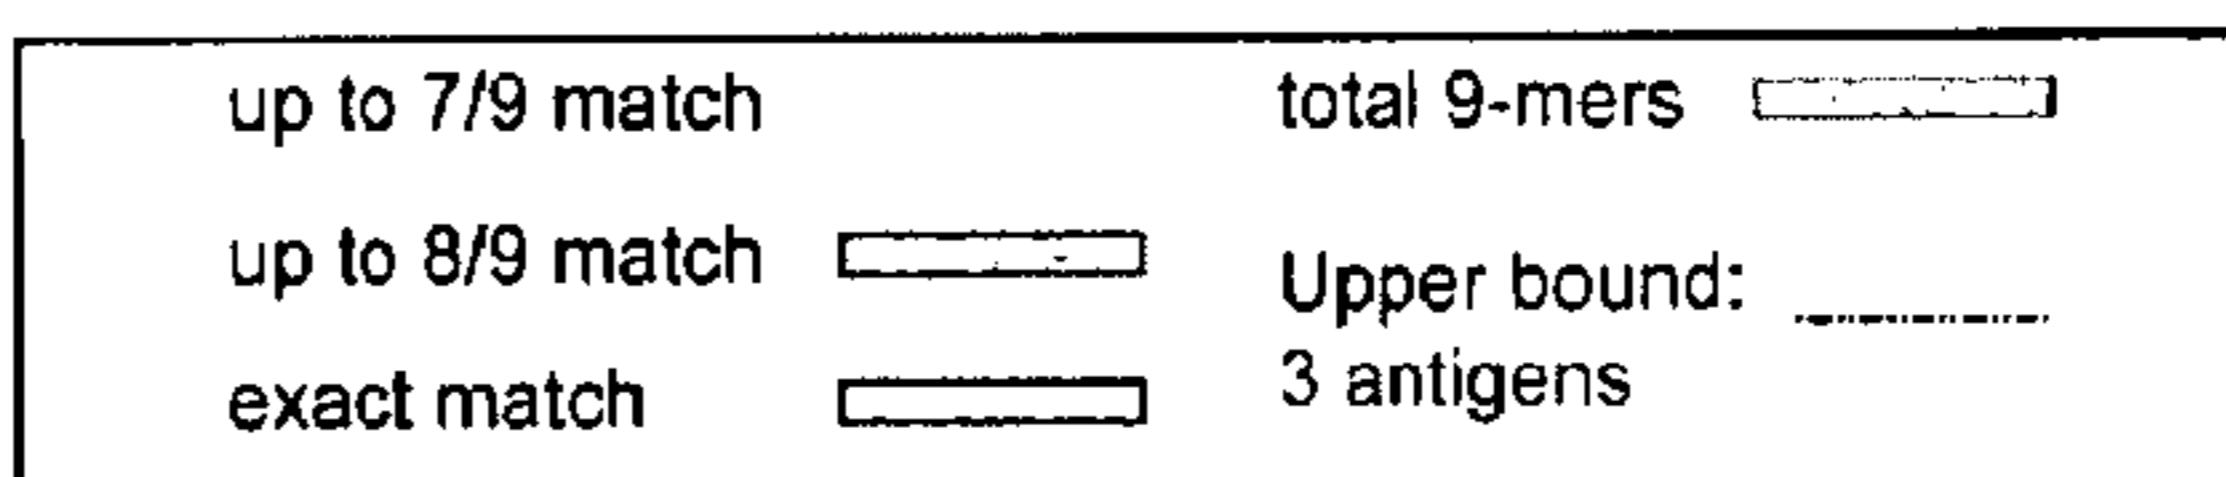 up to 7/9 match
up to 8/9 match
exact match
total 9-mers
Upper bound:
3 antigens